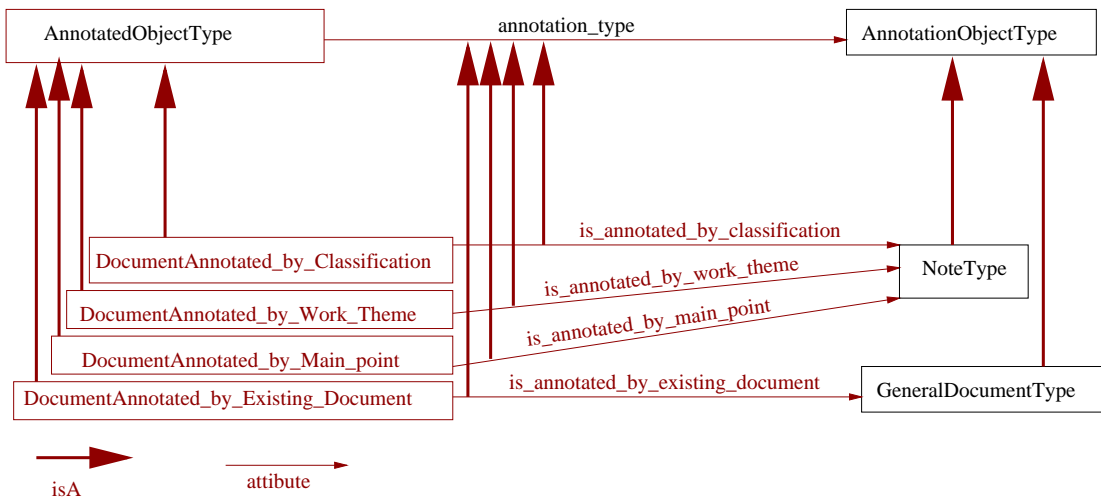 AnnotatedObjectType
annotation_type
AnnotationObjectType
is_annotated_by_classification
DocumentAnnotated_by_Classification
is_annotated_by_work_theme
NoteType
DocumentAnnotated_by_Work_Theme
is_annotated_by_main_point
DocumentAnnotated_by_Main_point
is_annotated_by_existing_document
DocumentAnnotated_by_Existing_Document
GeneralDocumentType
isA
attibute